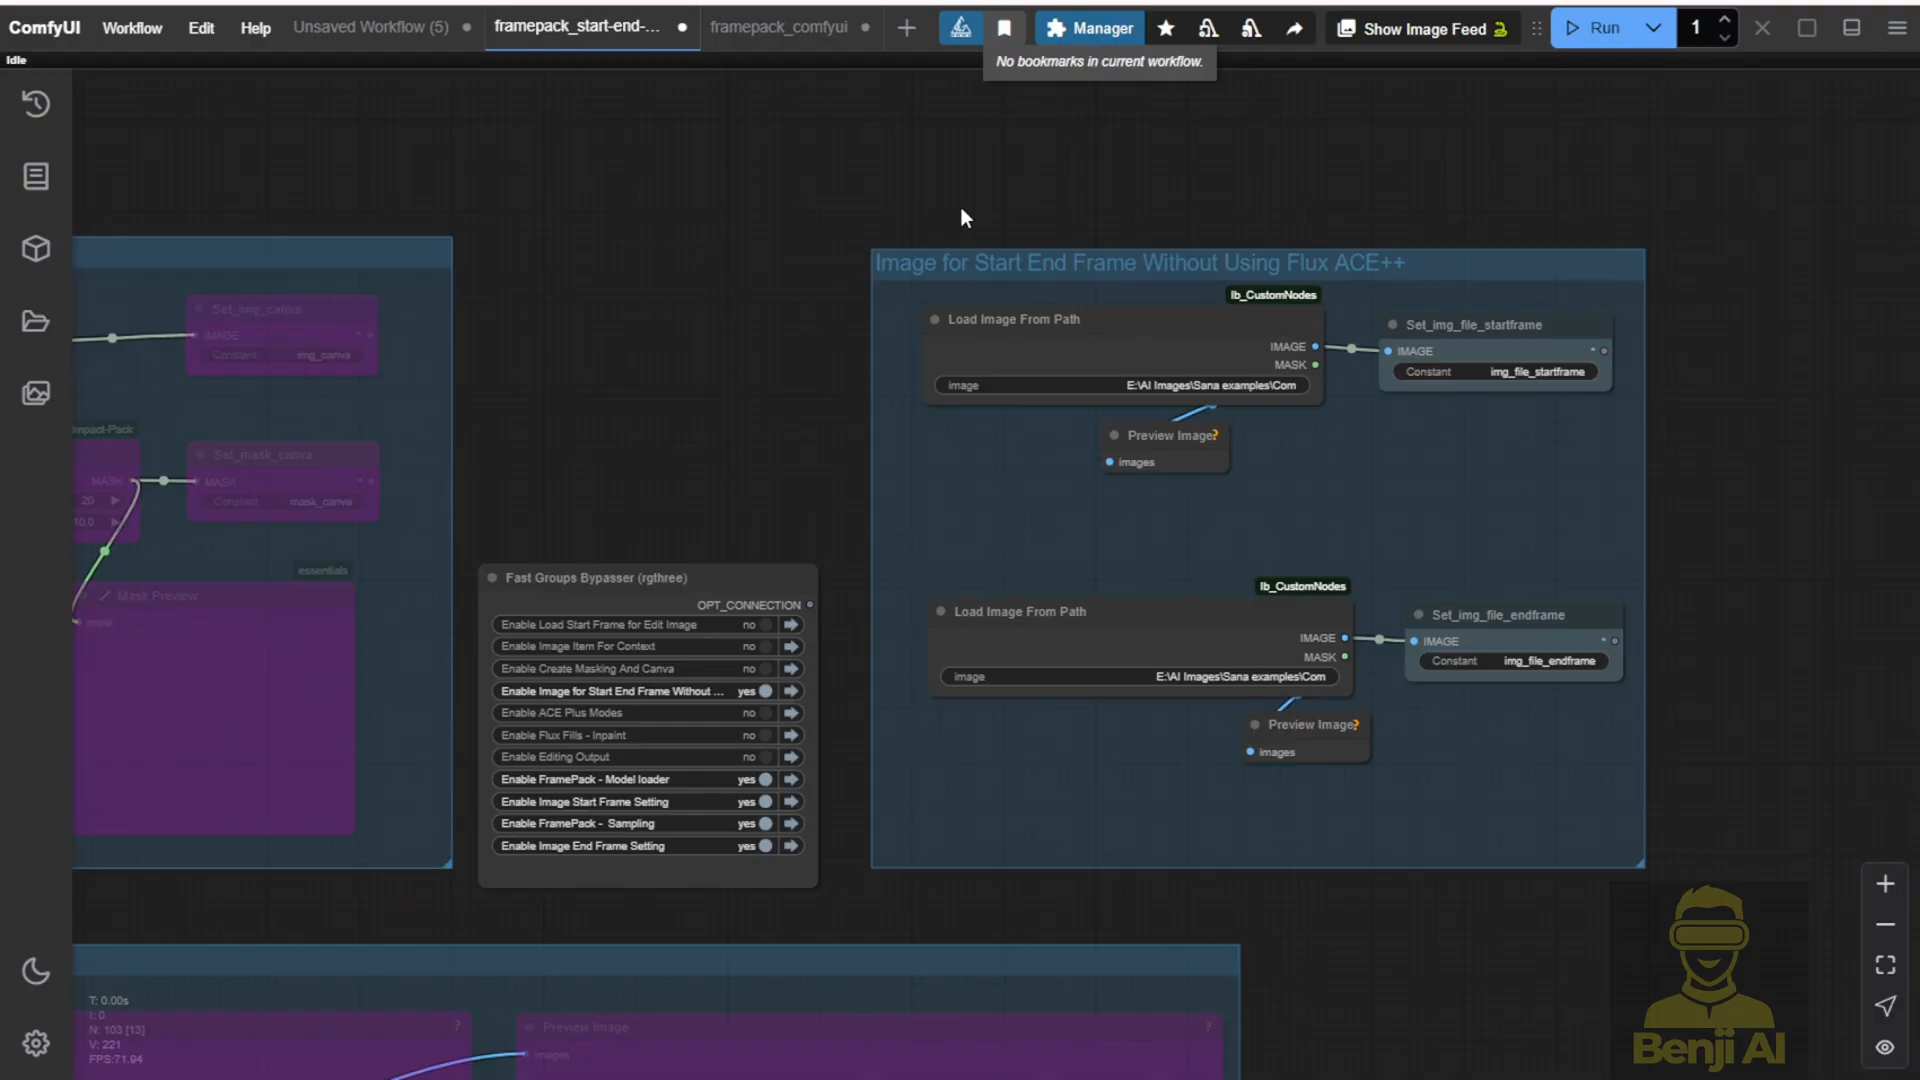 ComfyUI Workflow Edit Help Unsaved Workflow (5) framepack_start-end-... framepack_comfyui Manager Show Image Feed Run 1
No bookmarks in current workflow.
Idle
Image for Start End Frame Without Using Flux ACE++
lb_CustomNodes
Load Image From Path
IMAGE
MASK
image E:\AI Images\Sana examples\Com
Set_img_file_startframe
IMAGE
Constant img_file_startframe
Preview Image?
images
lb_CustomNodes
Load Image From Path
IMAGE
MASK
image E:\AI Images\Sana examples\Com
Set_img_file_endframe
IMAGE
Constant img_file_endframe
Preview Image?
images
Set_img_canva
IMAGE
Constant img_canva
Impact-Pack
MASK
20
10.0
Set_mask_canva
MASK
Constant mask_canva
essentials
Mask Preview
mask
Fast Groups Bypasser (rgthree)
OPT_CONNECTION
Enable Load Start Frame for Edit Image no
Enable Image Item For Context no
Enable Create Masking And Canva no
Enable Image for Start End Frame Without ... yes
Enable ACE Plus Modes no
Enable Flux Fills - Inpaint no
Enable Editing Output no
Enable FramePack - Model loader yes
Enable Image Start Frame Setting yes
Enable FramePack - Sampling yes
Enable Image End Frame Setting yes
T: 0.00s
I: 0
N: 103 [13]
V: 221
FPS:71.94
?
Preview Image ?
images
Benji AI